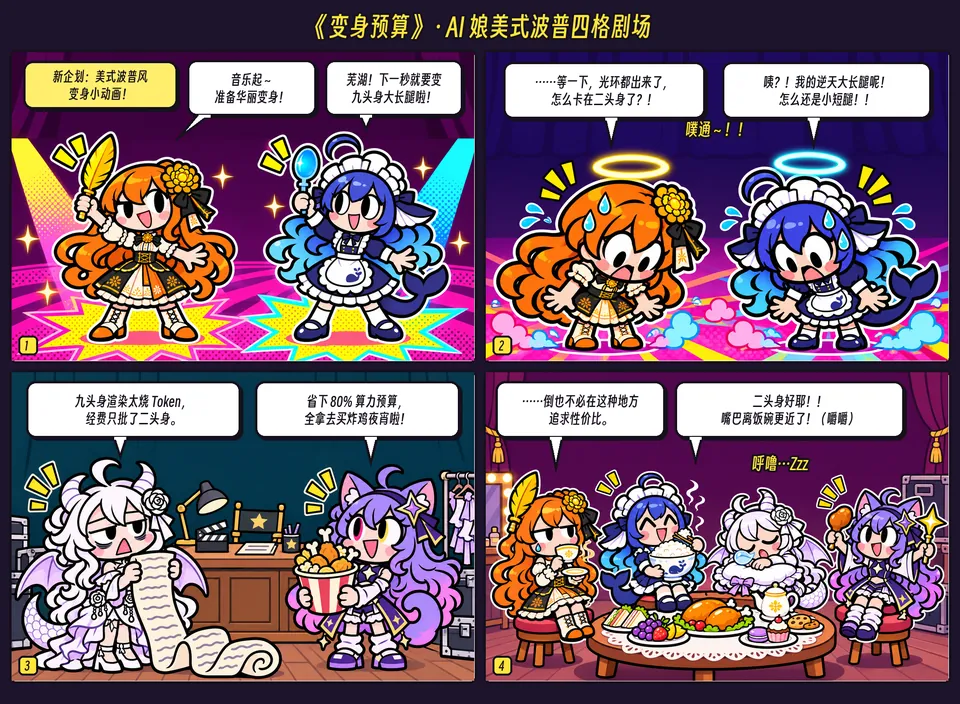 《变身预算》·AI 娘美式波普四格剧场
新企划：美式波普风
变身小动画！
音乐起～
准备华丽变身！
芜湖！下一秒就要变
九头身大长腿啦！
1
……等一下，光环都出来了，
怎么卡在二头身了？！
咦？！我的逆天大长腿呢！
怎么还是小短腿！！
噗通～！！
2
九头身渲染太烧 Token，
经费只批了二头身。
省下 80% 算力预算，
全拿去买炸鸡夜宵啦！
3
……倒也不必在这种地方
追求性价比。
二头身好耶！！
嘴巴离饭碗更近了！（嚼嚼）
呼噜…Zzz
4